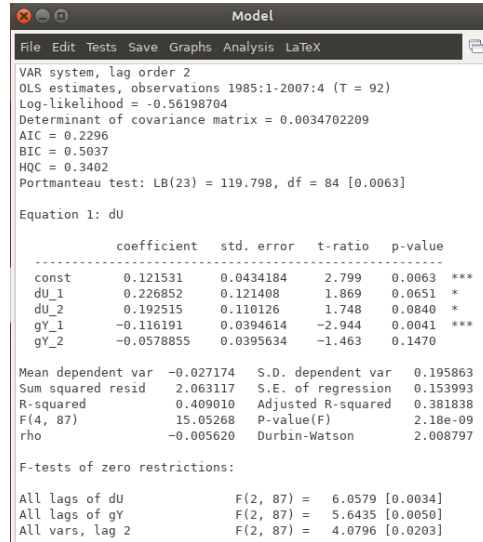 Model
File Edit Tests Save Graphs Analysis LaTeX
VAR system, lag order 2
OLS estimates, observations 1985:1-2007:4 (T = 92)
Log-likelihood = -0.56198704
Determinant of covariance matrix = 0.0034702209
AIC = 0.2296
BIC = 0.5037
HQC = 0.3402
Portmanteau test: LB(23) = 119.798, df = 84 [0.0063]
Equation 1: dU
coefficient std. error t-ratio p-value
---------------------------------------------------------
const 0.121531 0.0434184 2.799 0.0063 ***
dU_1 0.226852 0.121408 1.869 0.0651 *
dU_2 0.192515 0.110126 1.748 0.0840 *
gY_1 −0.116191 0.0394614 −2.944 0.0041 ***
gY_2 −0.0578855 0.0395634 −1.463 0.1470
Mean dependent var −0.027174 S.D. dependent var 0.195863
Sum squared resid 2.063117 S.E. of regression 0.153993
R-squared 0.409010 Adjusted R-squared 0.381838
F(4, 87) 15.05268 P-value(F) 2.18e-09
rho −0.005620 Durbin-Watson 2.008797
F-tests of zero restrictions:
All lags of dU F(2, 87) = 6.0579 [0.0034]
All lags of gY F(2, 87) = 5.6435 [0.0050]
All vars, lag 2 F(2, 87) = 4.0796 [0.0203]